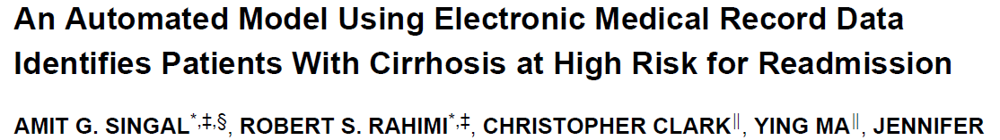 An Automated Model Using Electronic Medical Record Data
Identifies Patients With Cirrhosis at High Risk for Readmission
AMIT G. SINGAL*,‡,§, ROBERT S. RAHIMI*,‡, CHRISTOPHER CLARK||, YING MA||, JENNIFER